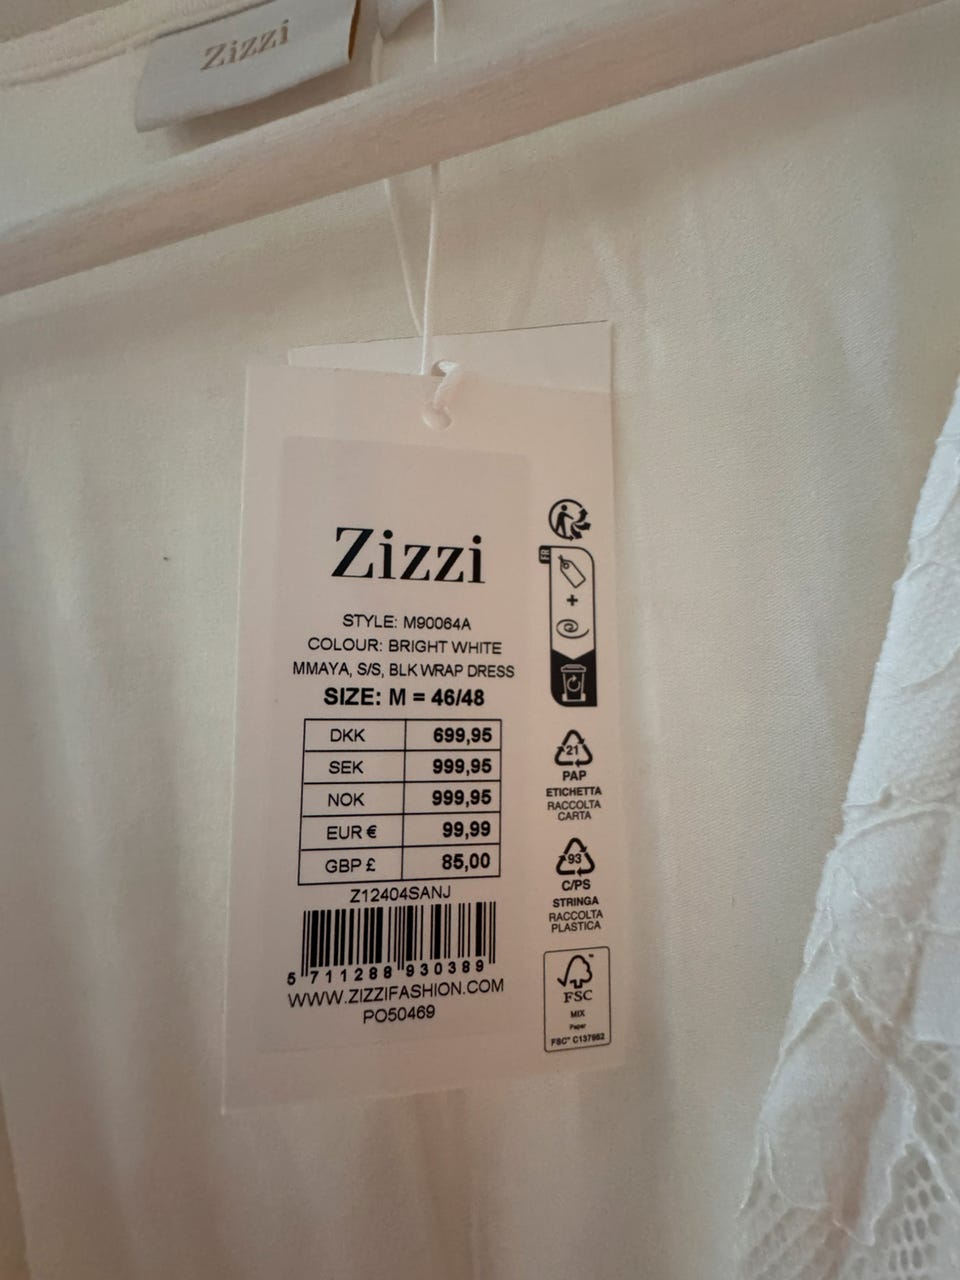 Zizzi
Zizzi
STYLE: M90064A
COLOUR: BRIGHT WHITE
MMAYA, S/S, BLK WRAP DRESS
SIZE: M = 46/48
DKK 699,95
SEK 999,95
NOK 999,95
EUR € 99,99
GBP £ 85,00
Z12404SANJ
5 711288 930389
WWW.ZIZZIFASHION.COM
PO50469
FR
+
21
PAP
ETICHETTA
RACCOLTA
CARTA
93
C/PS
STRINGA
RACCOLTA
PLASTICA
FSC™
MIX
Paper
FSC® C137962